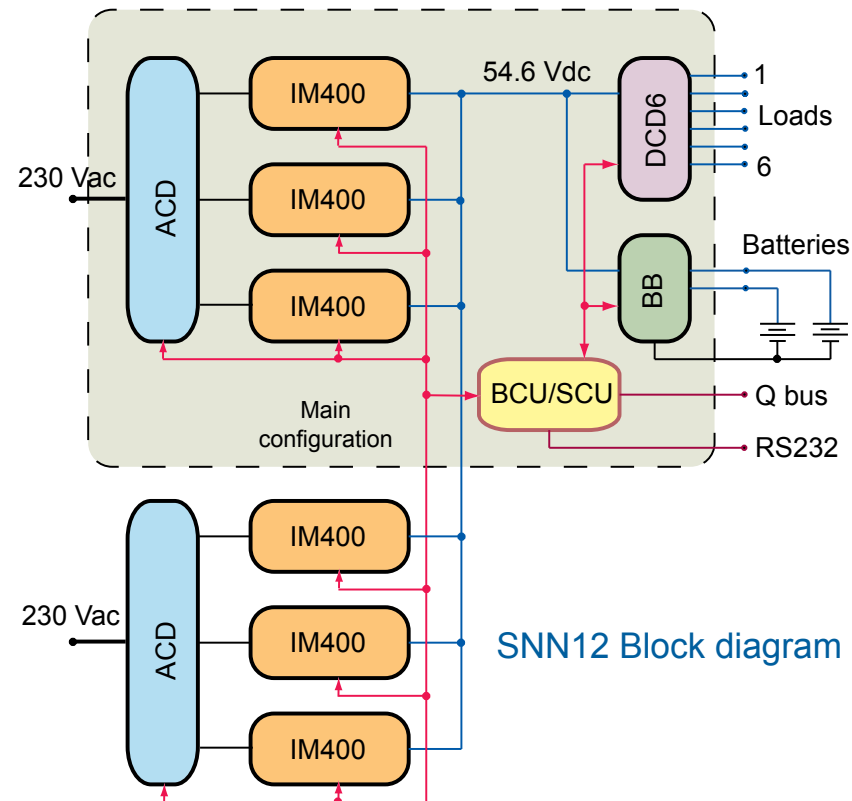 54.6 Vdc
IM400
DCD6
1
Loads
6
230 Vac
ACD
IM400
IM400
Batteries
BB
BCU/SCU
Q bus
RS232
Main
configuration
IM400
230 Vac
ACD
IM400
SNN12 Block diagram
IM400